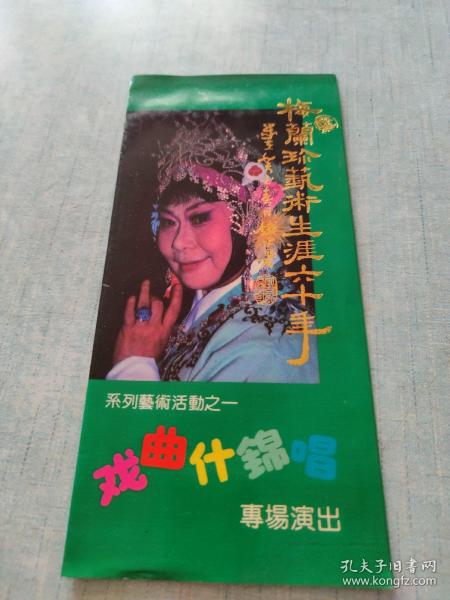 梅蘭珍藝術生涯六十年
系列藝術活動之一
戏曲什錦唱
專場演出
孔夫子旧书网
www.kongfz.com